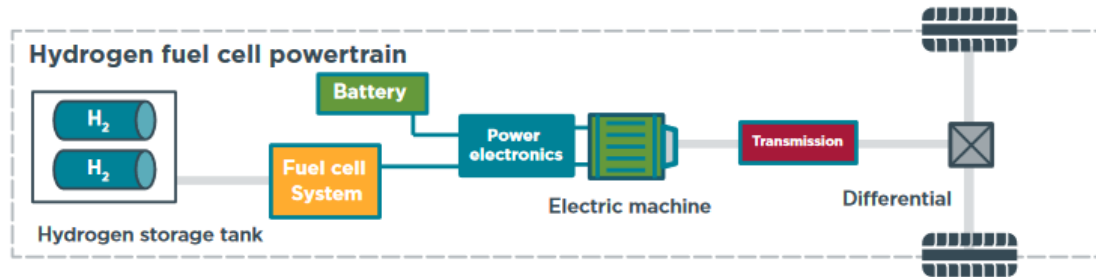 Hydrogen fuel cell powertrain
H₂
H₂
Hydrogen storage tank
Battery
Fuel cell
System
Power
electronics
Electric machine
Transmission
Differential